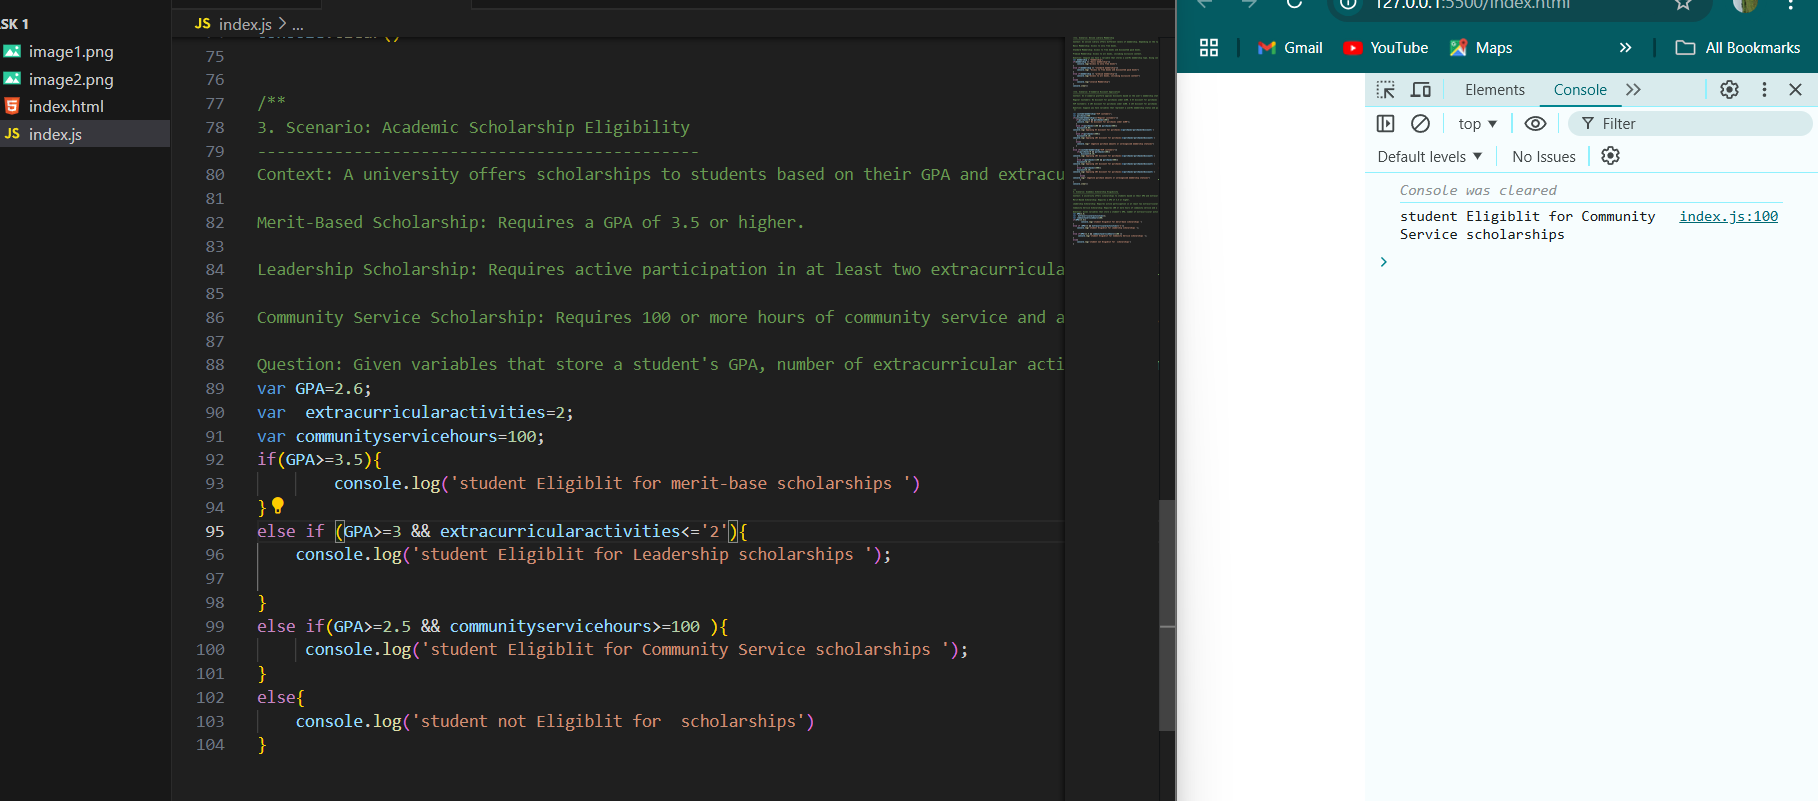 SK 1
image1.png
image2.png
index.html
JS index.js
JS index.js > ...
75
76
77 /**
78 3. Scenario: Academic Scholarship Eligibility
79 ----------------------------------------------
80 Context: A university offers scholarships to students based on their GPA and extracu
81
82 Merit-Based Scholarship: Requires a GPA of 3.5 or higher.
83
84 Leadership Scholarship: Requires active participation in at least two extracurricula
85
86 Community Service Scholarship: Requires 100 or more hours of community service and a
87
88 Question: Given variables that store a student's GPA, number of extracurricular acti
89 var GPA=2.6;
90 var  extracurricularactivities=2;
91 var communityservicehours=100;
92 if(GPA>=3.5){
93 console.log('student Eligiblit for merit-base scholarships ')
94 }
95 else if (GPA>=3 && extracurricularactivities<='2'){
96 console.log('student Eligiblit for Leadership scholarships ');
97
98 }
99 else if(GPA>=2.5 && communityservicehours>=100 ){
100 console.log('student Eligiblit for Community Service scholarships ');
101 }
102 else{
103 console.log('student not Eligiblit for  scholarships')
104 }
127.0.0.1:5500/index.html
Gmail YouTube Maps » All Bookmarks
Elements Console
top Filter
Default levels No Issues
Console was cleared
student Eligiblit for Community index.js:100
Service scholarships